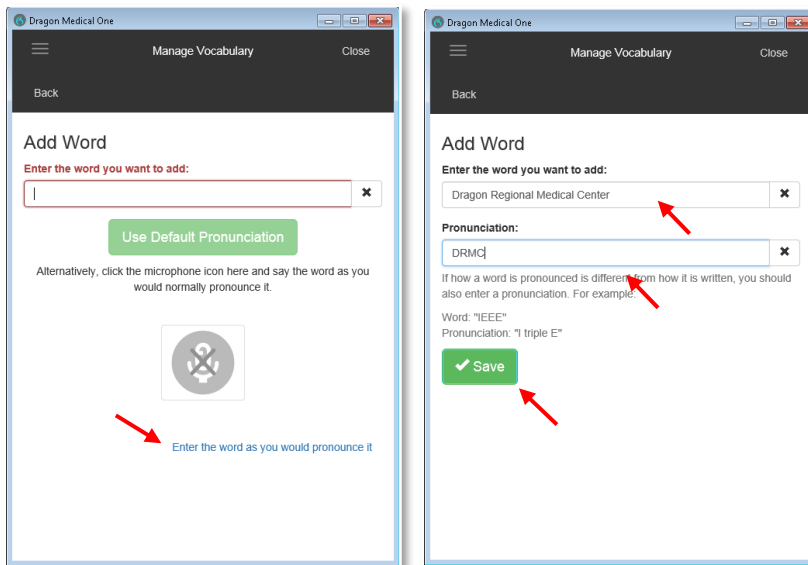 Dragon Medical One
Manage Vocabulary
Close
Back
Add Word
Enter the word you want to add:
Use Default Pronunciation
Alternatively, click the microphone icon here and say the word as you
would normally pronounce it.
Enter the word as you would pronounce it
Dragon Medical One
Manage Vocabulary
Close
Back
Add Word
Enter the word you want to add:
Dragon Regional Medical Center
Pronunciation:
DRMC
If how a word is pronounced is different from how it is written, you should
also enter a pronunciation. For example:
Word: "IEEE"
Pronunciation: "I triple E"
Save